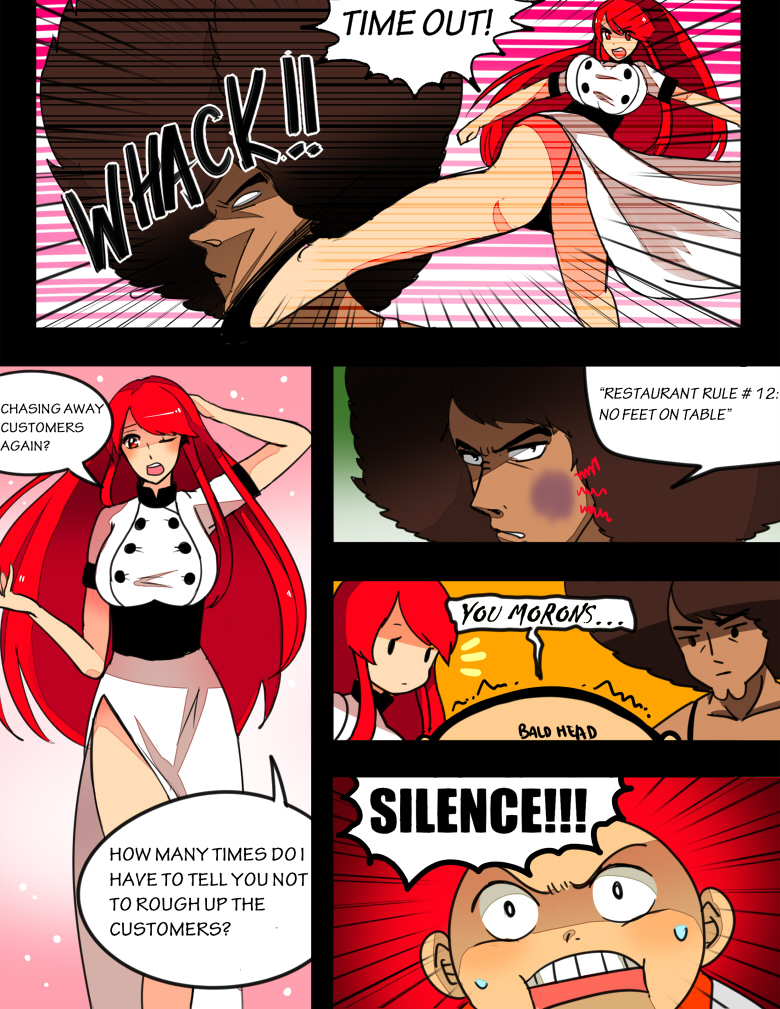 TIME OUT!
WHACK!!
CHASING AWAY
CUSTOMERS
AGAIN?
HOW MANY TIMES DO I
HAVE TO TELL YOU NOT
TO ROUGH UP THE
CUSTOMERS?
"RESTAURANT RULE # 12:
NO FEET ON TABLE"
YOU MORONS...
BALD HEAD
SILENCE!!!